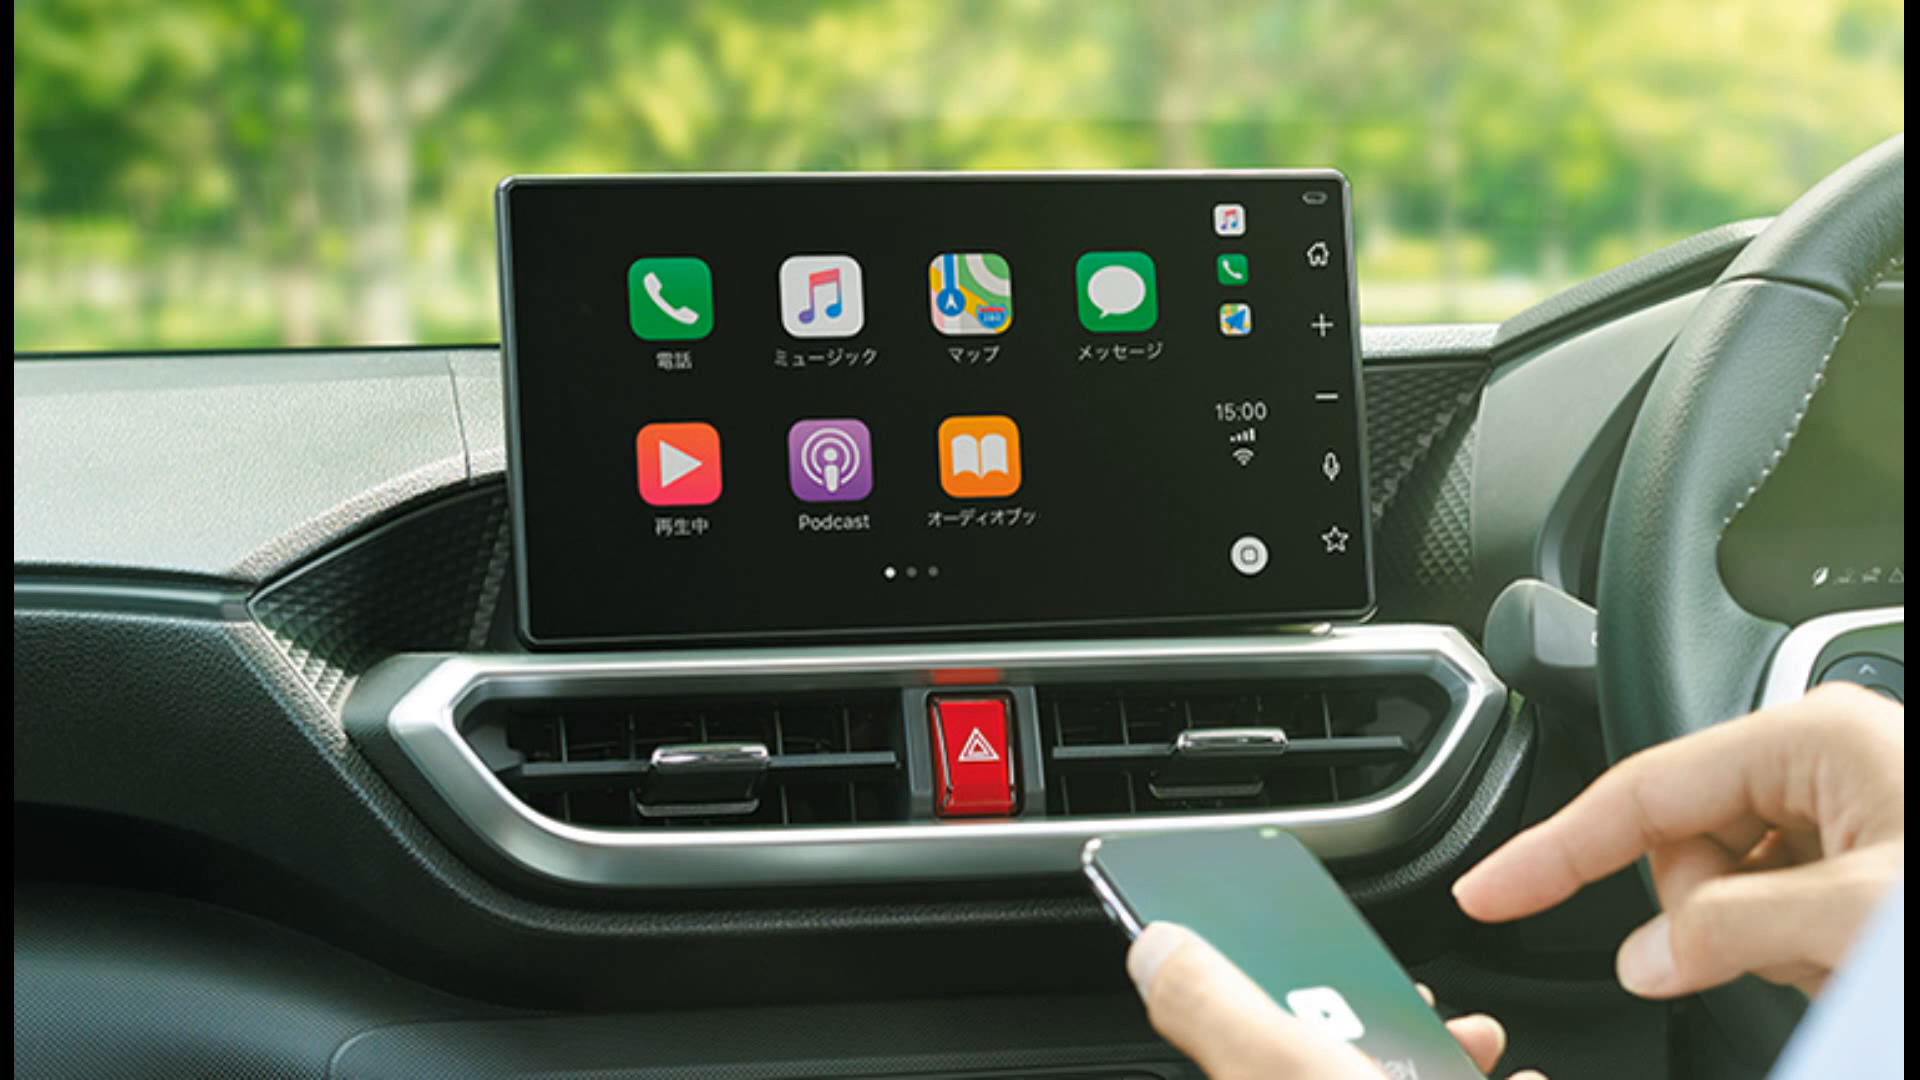 電話
ミュージック
マップ
メッセージ
15:00
再生中
Podcast
オーディオブッ